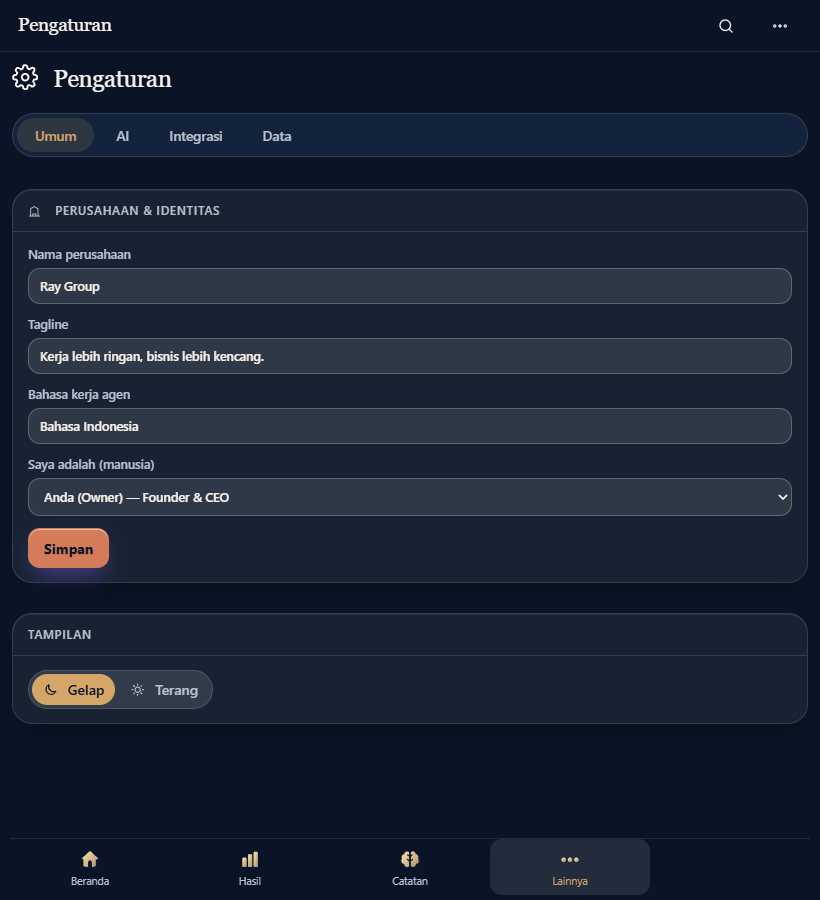 Pengaturan
Pengaturan
Umum AI Integrasi Data
PERUSAHAAN & IDENTITAS
Nama perusahaan
Ray Group
Tagline
Kerja lebih ringan, bisnis lebih kencang.
Bahasa kerja agen
Bahasa Indonesia
Saya adalah (manusia)
Anda (Owner) — Founder & CEO
Simpan
TAMPILAN
Gelap Terang
Beranda Hasil Catatan Lainnya